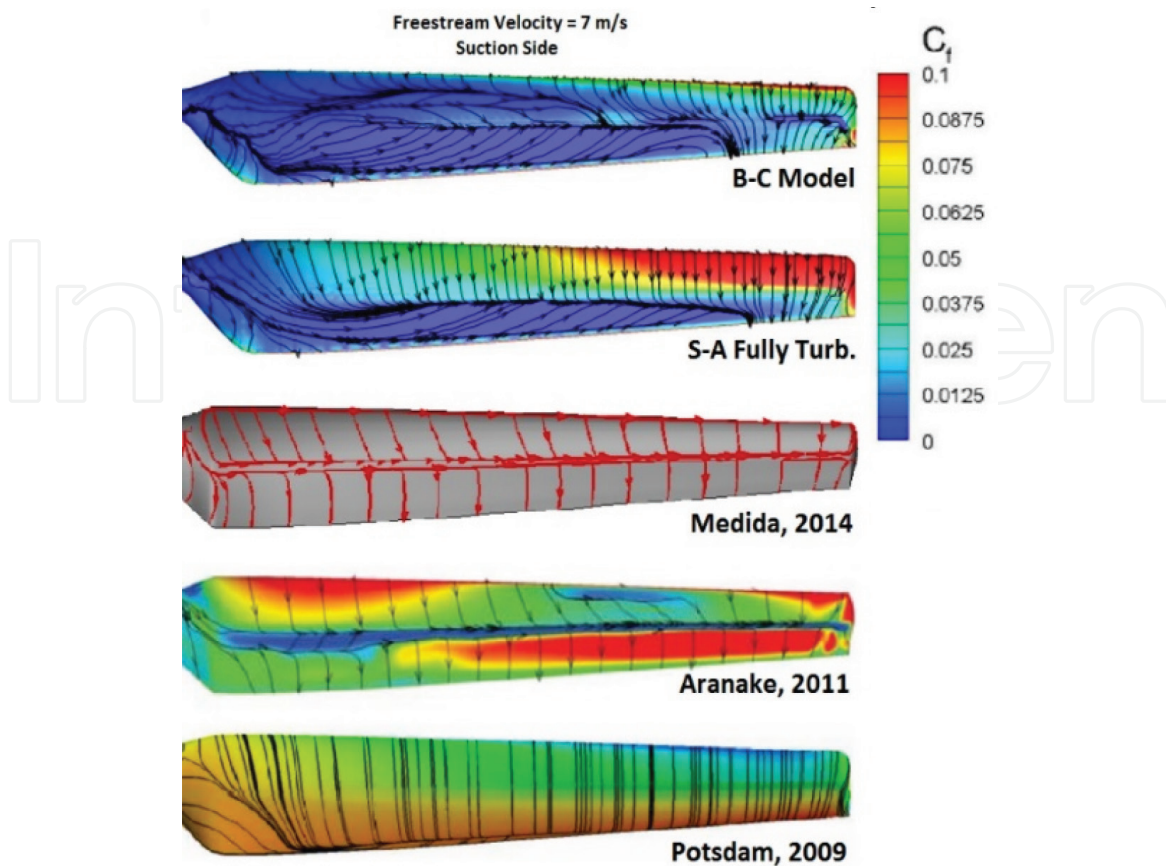 Freestream Velocity = 7 m/s
Suction Side
C_f
0.1
0.0875
0.075
0.0625
0.05
0.0375
0.025
0.0125
0
B-C Model
S-A Fully Turb.
Medida, 2014
Aranake, 2011
Potsdam, 2009